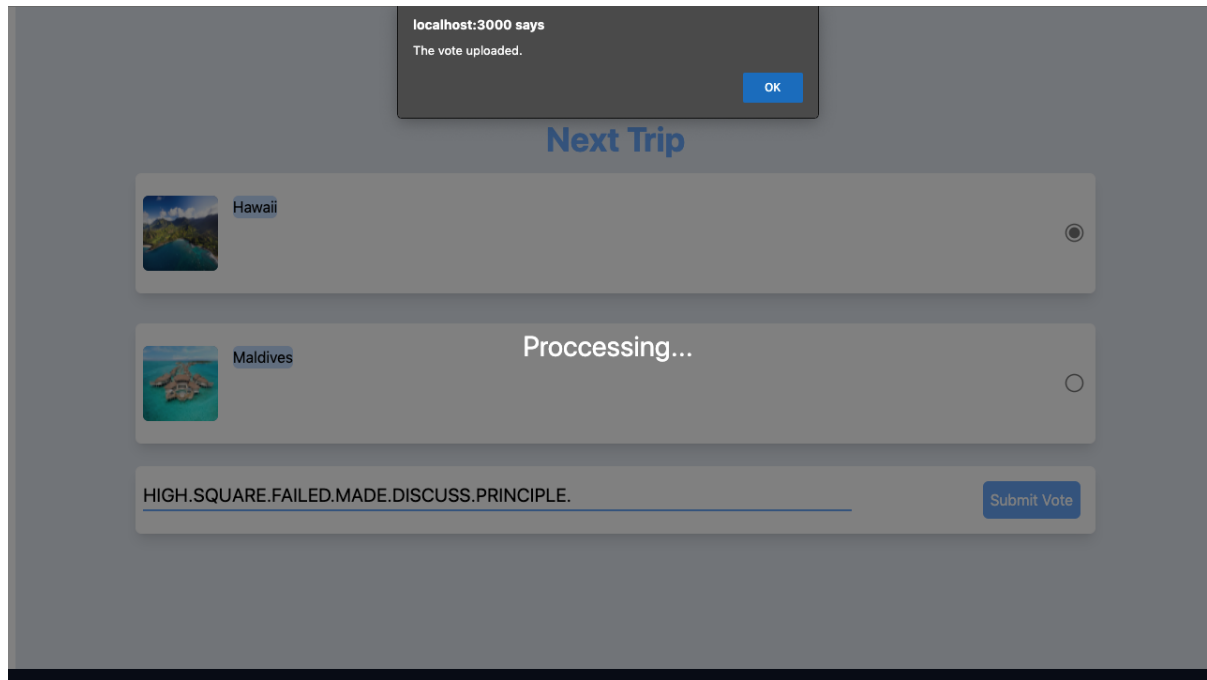 localhost:3000 says
The vote uploaded.
OK
Next Trip
Hawaii
Maldives
Proccessing...
HIGH.SQUARE.FAILED.MADE.DISCUSS.PRINCIPLE.
Submit Vote